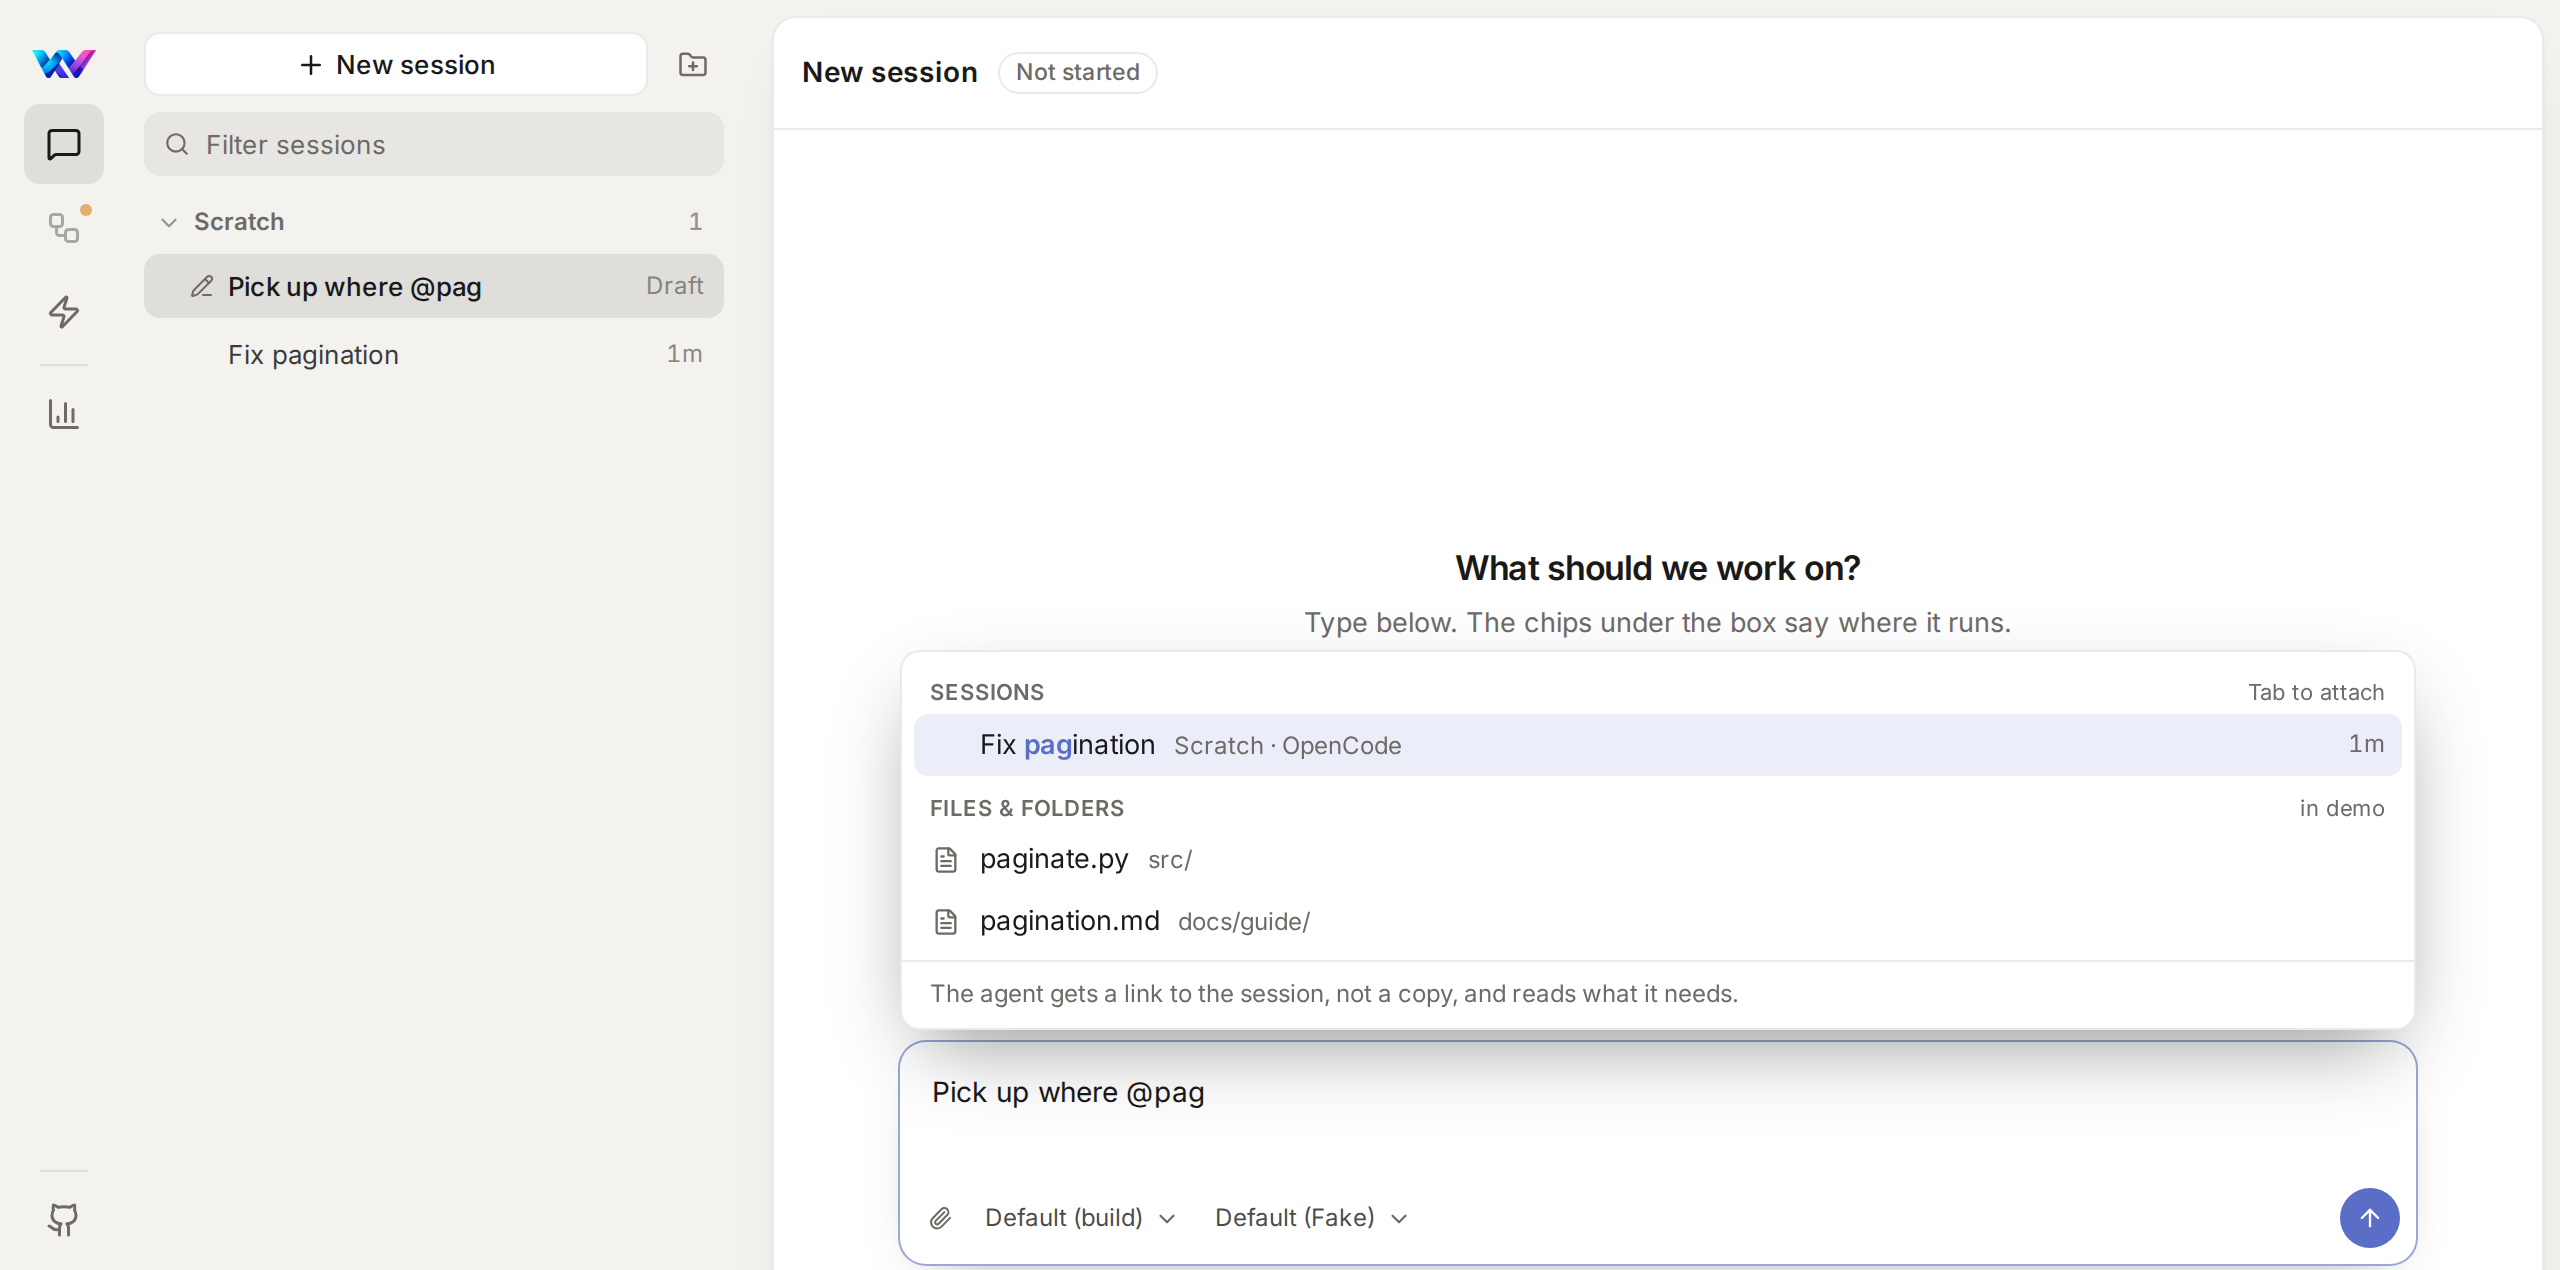 New session
Filter sessions
Scratch 1
Pick up where @pag Draft
Fix pagination 1m
New session Not started
What should we work on?
Type below. The chips under the box say where it runs.
SESSIONS Tab to attach
Fix pagination Scratch · OpenCode 1m
FILES & FOLDERS in demo
paginate.py src/
pagination.md docs/guide/
The agent gets a link to the session, not a copy, and reads what it needs.
Pick up where @pag
Default (build) Default (Fake)